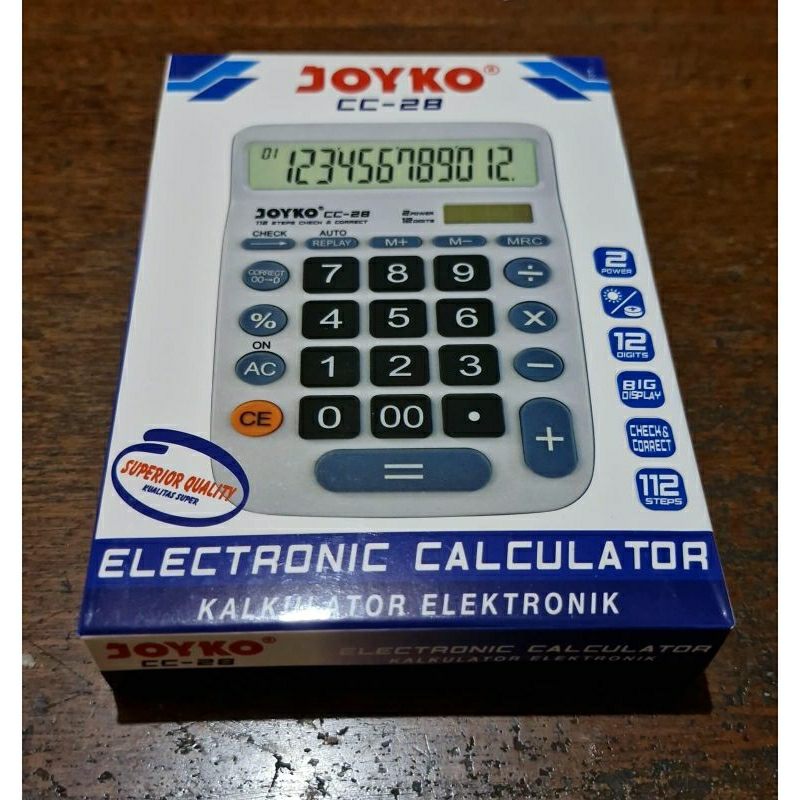 JOYKO®
CC-28
01 123456789012.
JOYKO® CC-28
112 STEPS CHECK & CORRECT
2 POWER
12 DIGITS
CHECK AUTO
→ REPLAY M+ M− MRC
CORRECT 00→0 7 8 9 ÷
% 4 5 6 X
ON
AC 1 2 3 −
CE 0 00 • +
=
2 POWER
12 DIGITS
BIG DISPLAY
CHECK & CORRECT
112 STEPS
SUPERIOR QUALITY
KUALITAS SUPER
ELECTRONIC CALCULATOR
KALKULATOR ELEKTRONIK
JOYKO®
CC-28
ELECTRONIC CALCULATOR
KALKULATOR ELEKTRONIK